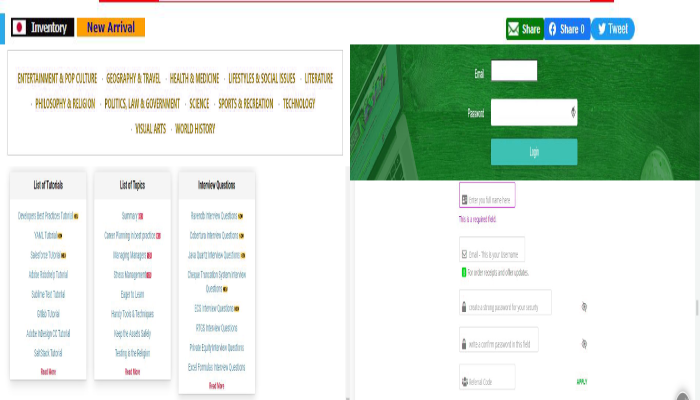 Inventory
New Arrival
Share
Share 0
Tweet
ENTERTAINMENT & POP CULTURE · GEOGRAPHY & TRAVEL · HEALTH & MEDICINE · LIFESTYLES & SOCIAL ISSUES · LITERATURE
· PHILOSOPHY & RELIGION · POLITICS, LAW & GOVERNMENT · SCIENCE · SPORTS & RECREATION · TECHNOLOGY
· VISUAL ARTS · WORLD HISTORY
Email
Password
Login
List of Tutorials
Developers Best Practices Tutorial
YAML Tutorial
Salesforce Tutorial
Adobe Robohelp Tutorial
Sublime Text Tutorial
GitLab Tutorial
Adobe InDesign CC Tutorial
SaltStack Tutorial
Read More
List of Topics
Summary
Career Planning in best practice
Managing Managers
Stress Management
Eager to Learn
Handy Tools & Techniques
Keep the Assets Safely
Testing in the Religion
Read More
Interview Questions
RavenDB Interview Questions
Cobertura Interview Questions
Java Quartz Interview Questions
Cheque Truncation System Interview
Questions
ECG Interview Questions
RTGS Interview Questions
Private Equity Interview Questions
Excel Formulas Interview Questions
Read More
Enter you full name here
This is a required field
Email - This is your Username
For order receipts and offer updates.
create a strong password for your security
write a confirm password in this field
Referral Code
APPLY